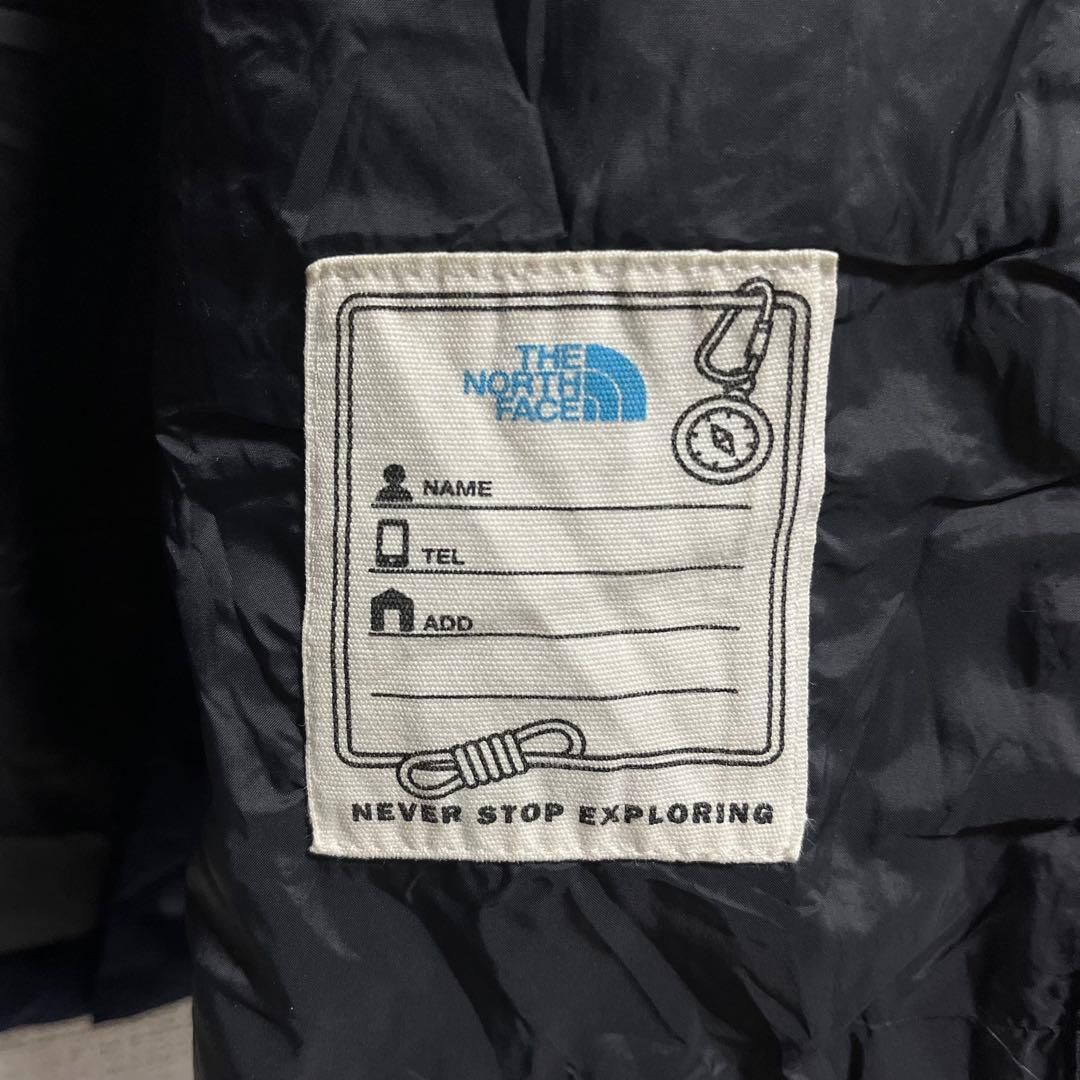 THE
NORTH
FACE
NAME
TEL
ADD
NEVER STOP EXPLORING